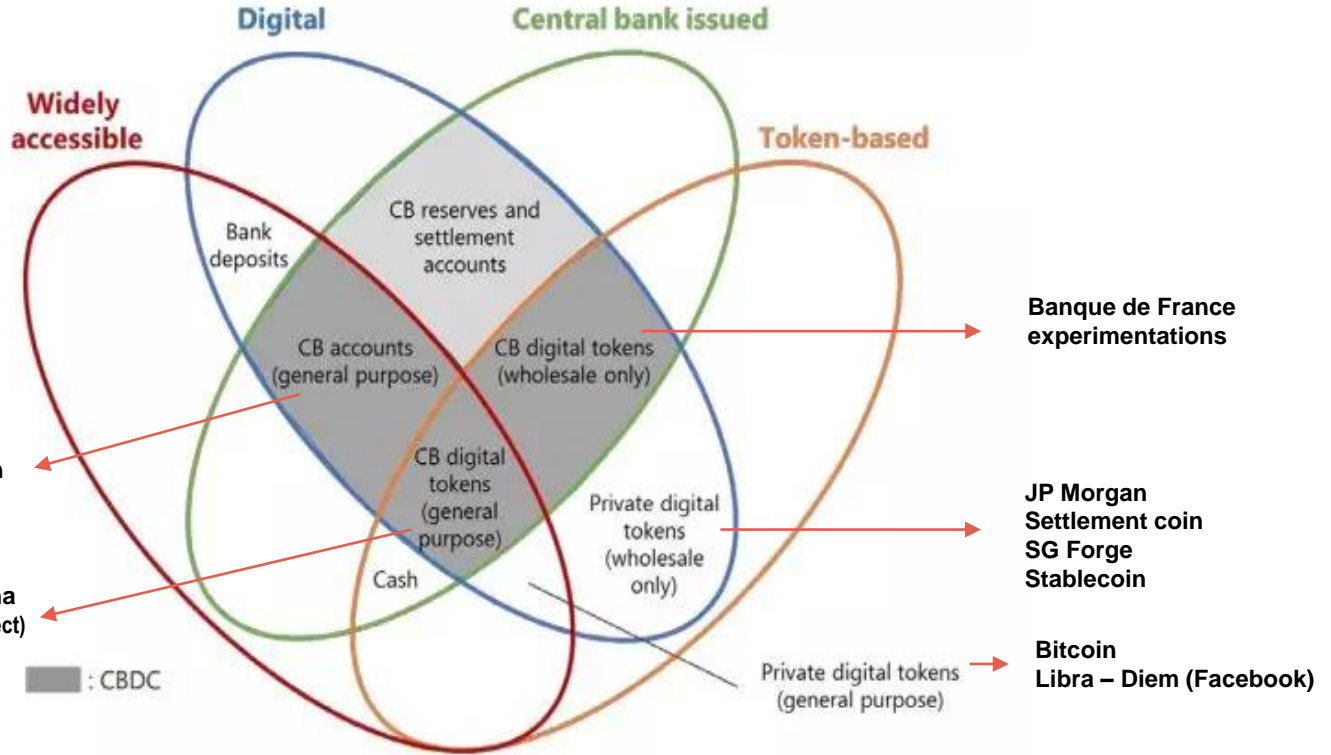 Digital
Central bank issued
Widely
accessible
Token-based
CB reserves and
settlement
accounts
Bank
deposits
CB accounts
(general purpose)
CB digital tokens
(wholesale only)
Banque de France
experimentations
CB digital
tokens
(general
purpose)
Private digital
tokens
(wholesale
only)
JP Morgan
Settlement coin
SG Forge
Stablecoin
Cash
: CBDC
Private digital tokens
(general purpose)
Bitcoin
Libra – Diem (Facebook)